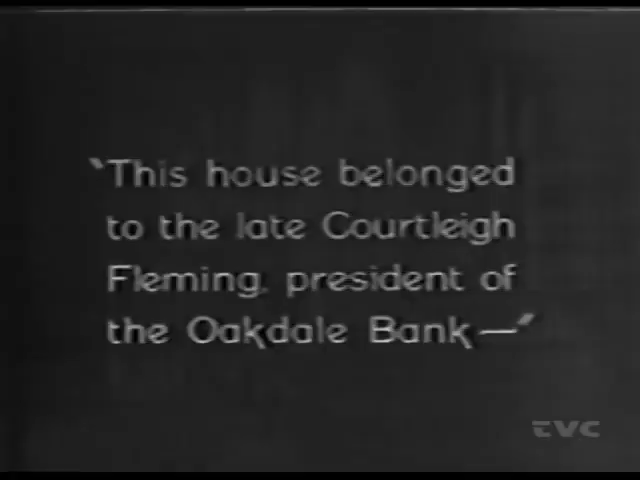 "This house belonged
to the late Courtleigh
Fleming, president of
the Oakdale Bank—"
TVC